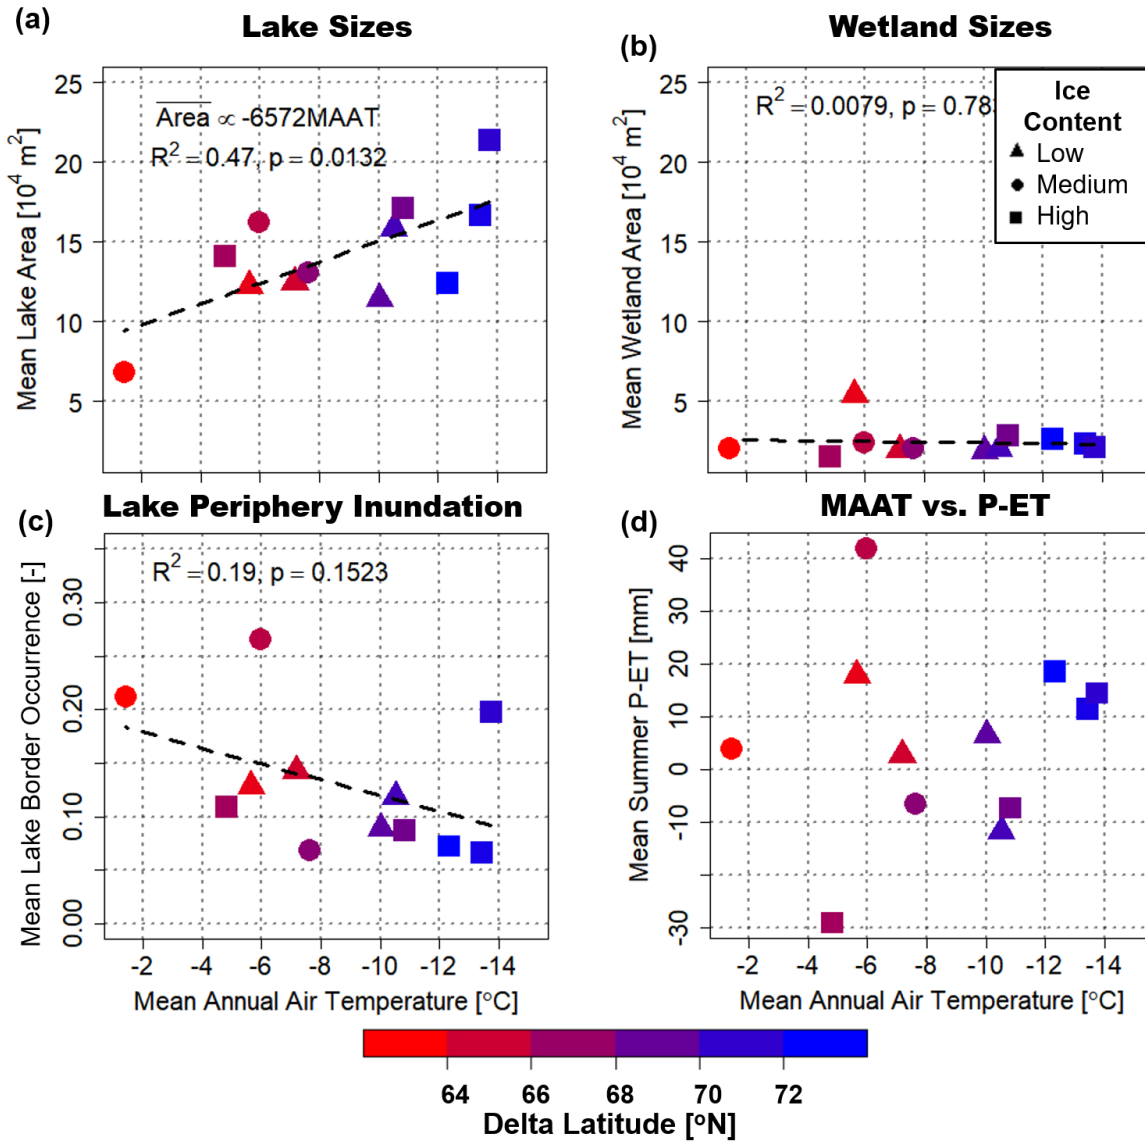 (a)
Lake Sizes
Mean Lake Area [10⁴ m²]
25
20
15
10
5
Area ∝ -6572MAAT
R² = 0.47, p = 0.0132
(b)
Wetland Sizes
Mean Wetland Area [10⁴ m²]
25
20
15
10
5
R² = 0.0079, p = 0.78
Ice
Content
Low
Medium
High
(c)
Lake Periphery Inundation
Mean Lake Border Occurrence [-]
0.30
0.20
0.10
0.00
R² = 0.19, p = 0.1523
-2 -4 -6 -8 -10 -12 -14
Mean Annual Air Temperature [°C]
(d)
MAAT vs. P-ET
Mean Summer P-ET [mm]
40
30
20
10
0
-10
-30
-2 -4 -6 -8 -10 -12 -14
Mean Annual Air Temperature [°C]
64 66 68 70 72
Delta Latitude [°N]